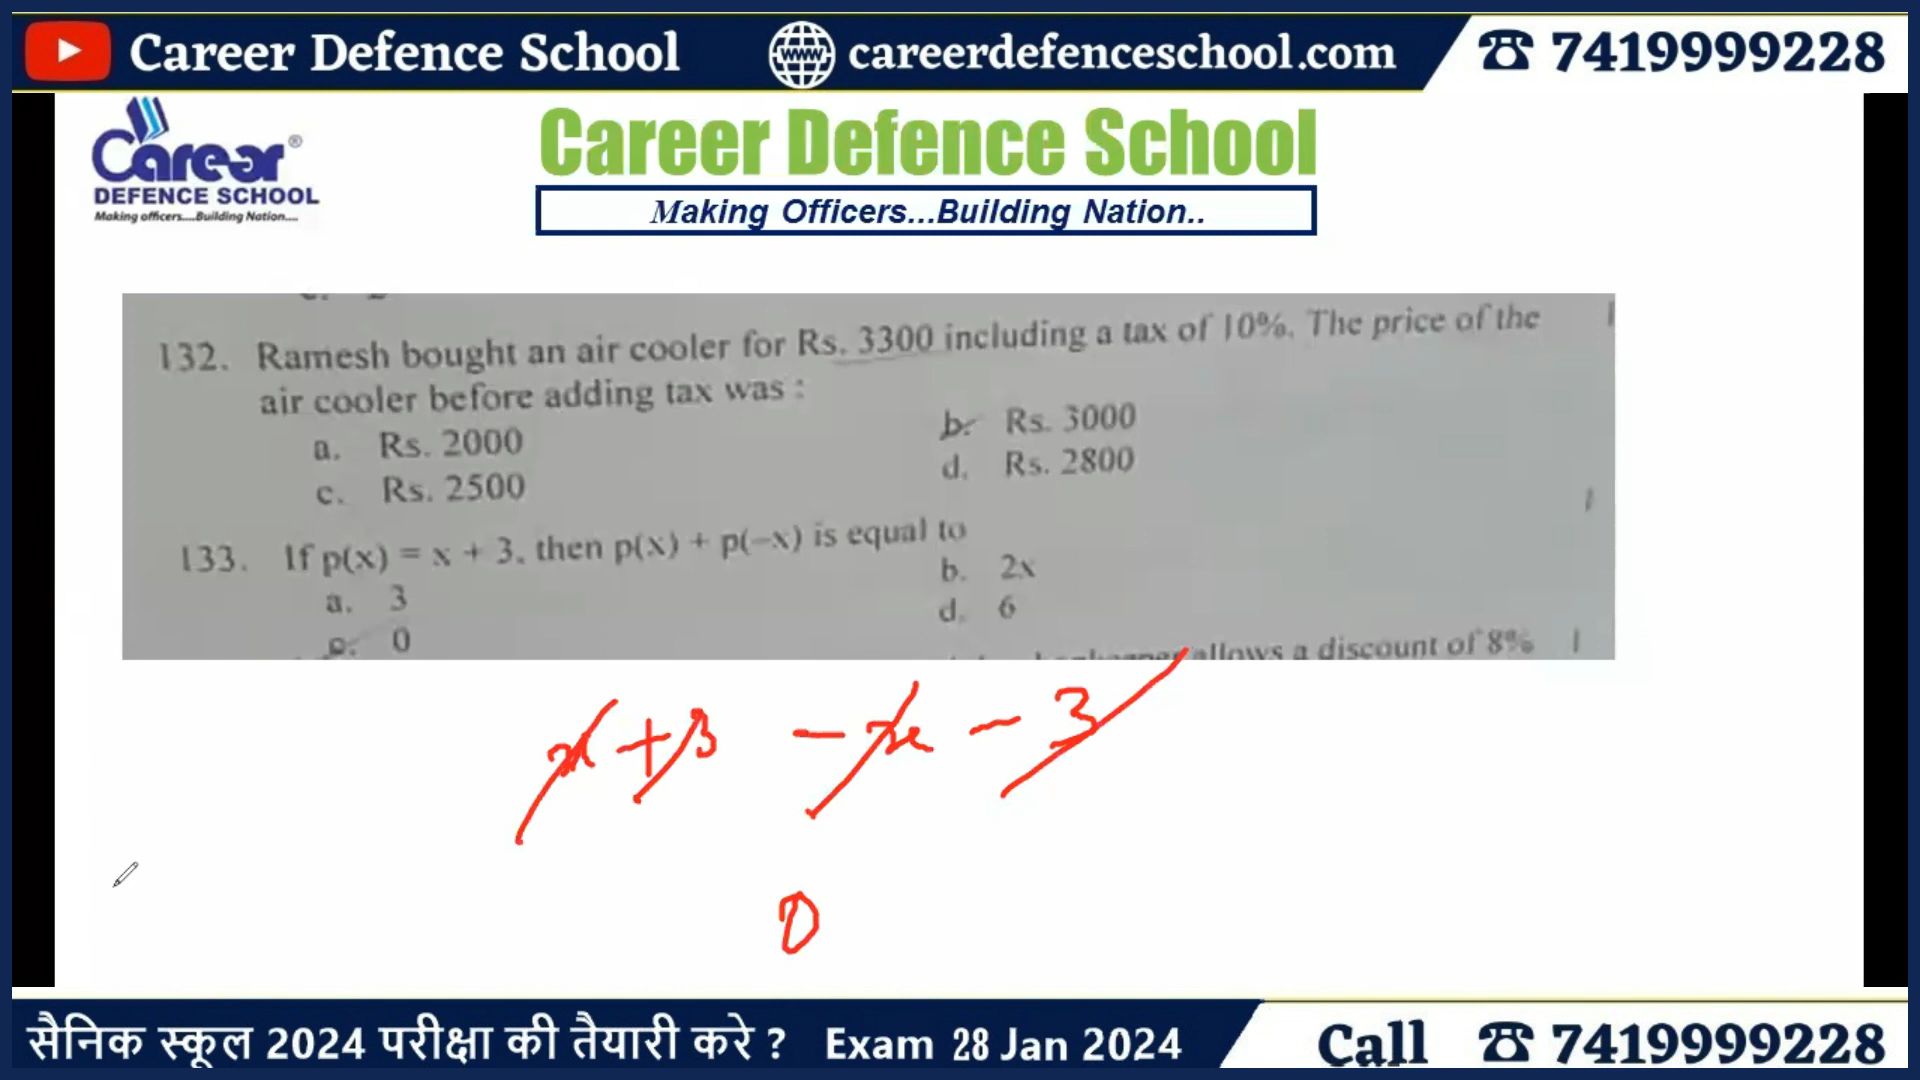 Career Defence School
careerdefenceschool.com
7419999228
Career®
DEFENCE SCHOOL
Making officers....Building Nation....
Career Defence School
Making Officers...Building Nation..
132. Ramesh bought an air cooler for Rs. 3300 including a tax of 10%. The price of the
air cooler before adding tax was :
a. Rs. 2000
b. Rs. 3000
c. Rs. 2500
d. Rs. 2800
133. If p(x) = x + 3, then p(x) + p(−x) is equal to
a. 3
b. 2x
c. 0
d. 6
allows a discount of 8%
x + 3 − x − 3
0
सैनिक स्कूल 2024 परीक्षा की तैयारी करे ? Exam 28 Jan 2024
Call 7419999228